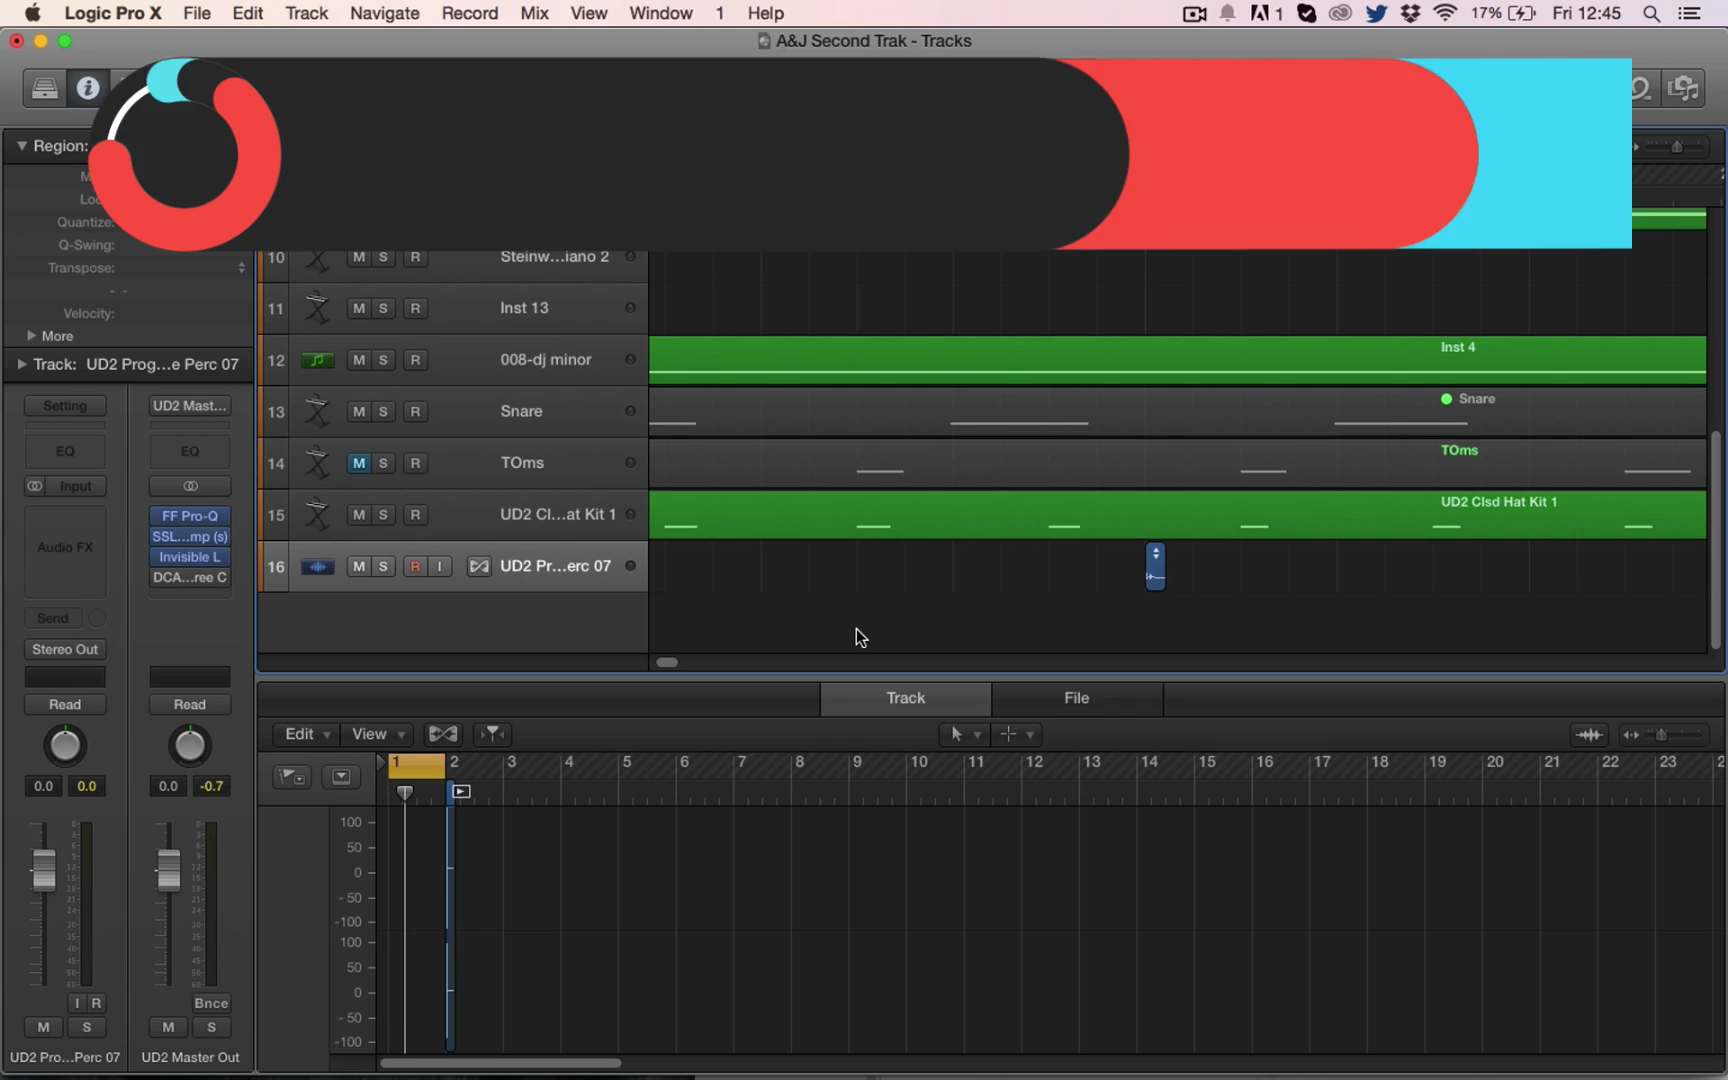 Logic Pro X File Edit Track Navigate Record Mix View Window 1 Help 1 17% Fri 12:45
A&J Second Trak - Tracks
Region:
Quantize:
Q-Swing:
Transpose:
- -
Velocity:
More
Track: UD2 Prog...e Perc 07
10 M S R Steinw...iano 2
11 M S R Inst 13
12 M S R 008-dj minor Inst 4
13 M S R Snare Snare
14 M S R TOms TOms
15 M S R UD2 Cl...at Kit 1 UD2 Clsd Hat Kit 1
16 M S R I UD2 Pr...erc 07
Setting UD2 Mast...
EQ EQ
Input
Audio FX
FF Pro-Q
SSL...mp (s)
Invisible L
DCA...ree C
Send
Stereo Out
Read Read
0.0 0.0 0.0 -0.7
I R Bnce
M S M S
UD2 Pro...Perc 07 UD2 Master Out
Track File
Edit View
1 2 3 4 5 6 7 8 9 10 11 12 13 14 15 16 17 18 19 20 21 22 23 2
100
50
0
- 50
-100
100
50
0
- 50
-100